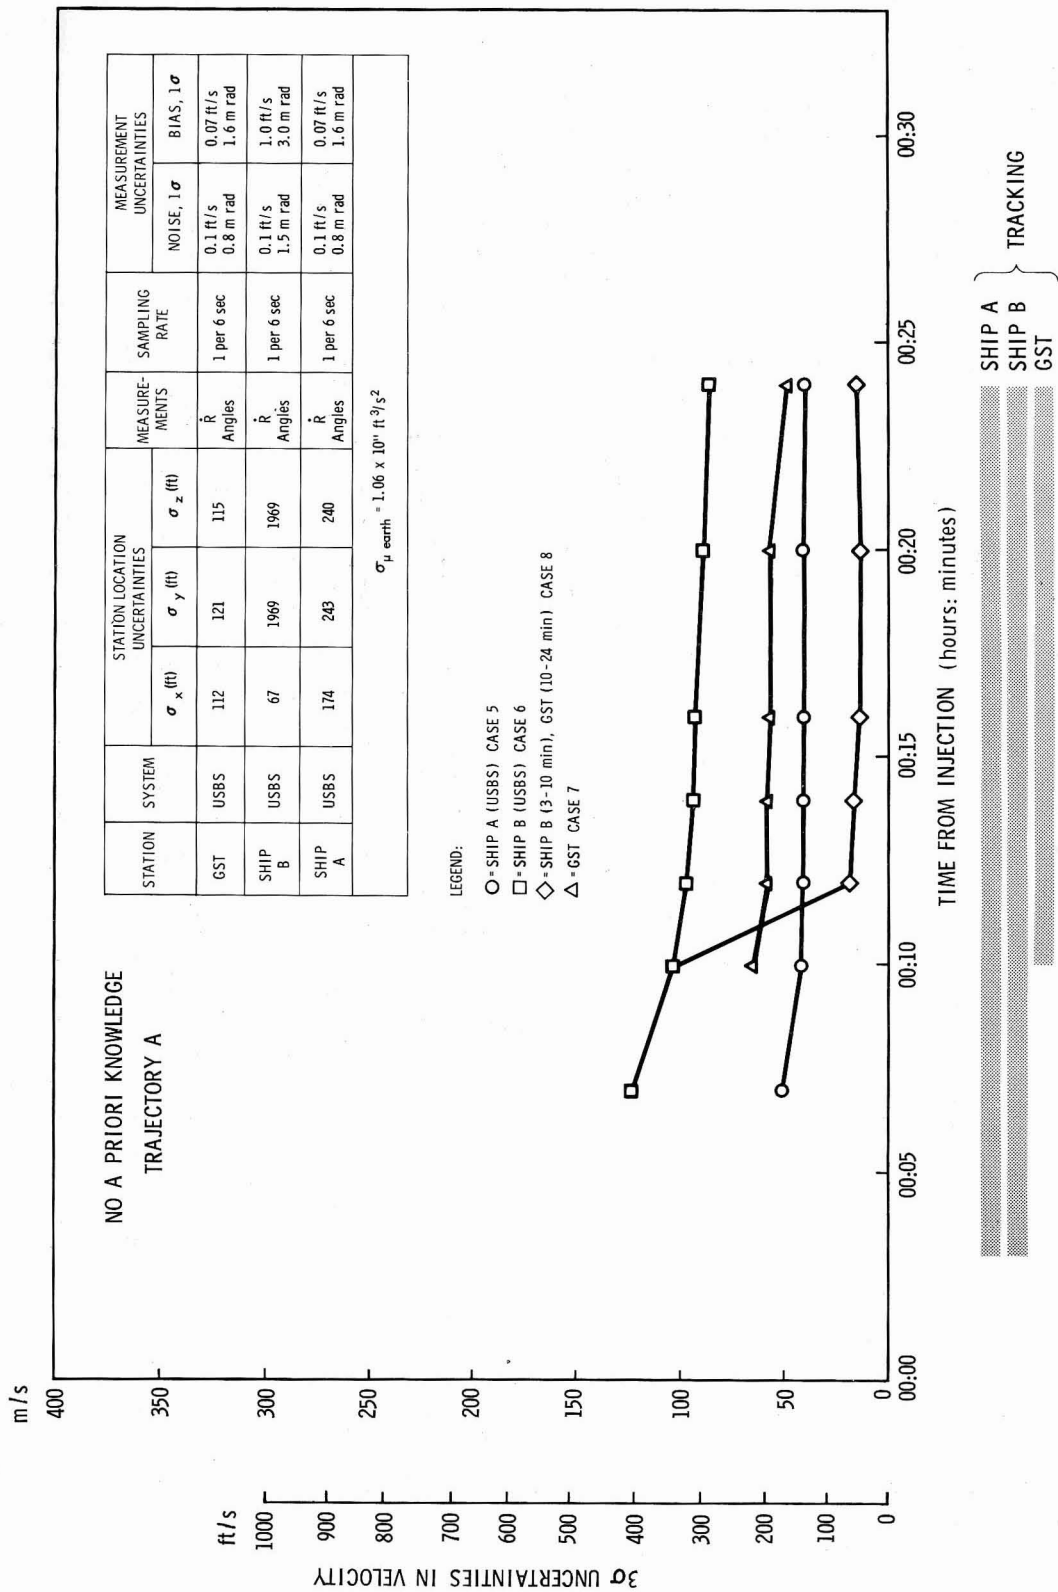 NO A PRIORI KNOWLEDGE
TRAJECTORY A
STATION SYSTEM STATION LOCATION UNCERTAINTIES MEASURE-MENTS SAMPLING RATE MEASUREMENT UNCERTAINTIES
σ x (ft) σ y (ft) σ z (ft) NOISE, 1σ BIAS, 1σ
GST USBS 112 121 115 Ṙ Angles 1 per 6 sec 0.1 ft/s 0.8 m rad 0.07 ft/s 1.6 m rad
SHIP B USBS 67 1969 1969 Ṙ Angles 1 per 6 sec 0.1 ft/s 1.5 m rad 1.0 ft/s 3.0 m rad
SHIP A USBS 174 243 240 Ṙ Angles 1 per 6 sec 0.1 ft/s 0.8 m rad 0.07 ft/s 1.6 m rad
σ μ earth = 1.06 x 10" ft 3/s2
LEGEND:
○ = SHIP A (USBS) CASE 5
□ = SHIP B (USBS) CASE 6
◇ = SHIP B (3-10 min), GST (10-24 min) CASE 8
△ = GST CASE 7
3σ UNCERTAINTIES IN VELOCITY
ft/s
1000
900
800
700
600
500
400
300
200
100
0
m/s
400
350
300
250
200
150
100
50
0
00:00 00:05 00:10 00:15 00:20 00:25 00:30
TIME FROM INJECTION (hours: minutes)
SHIP A
SHIP B
GST
TRACKING